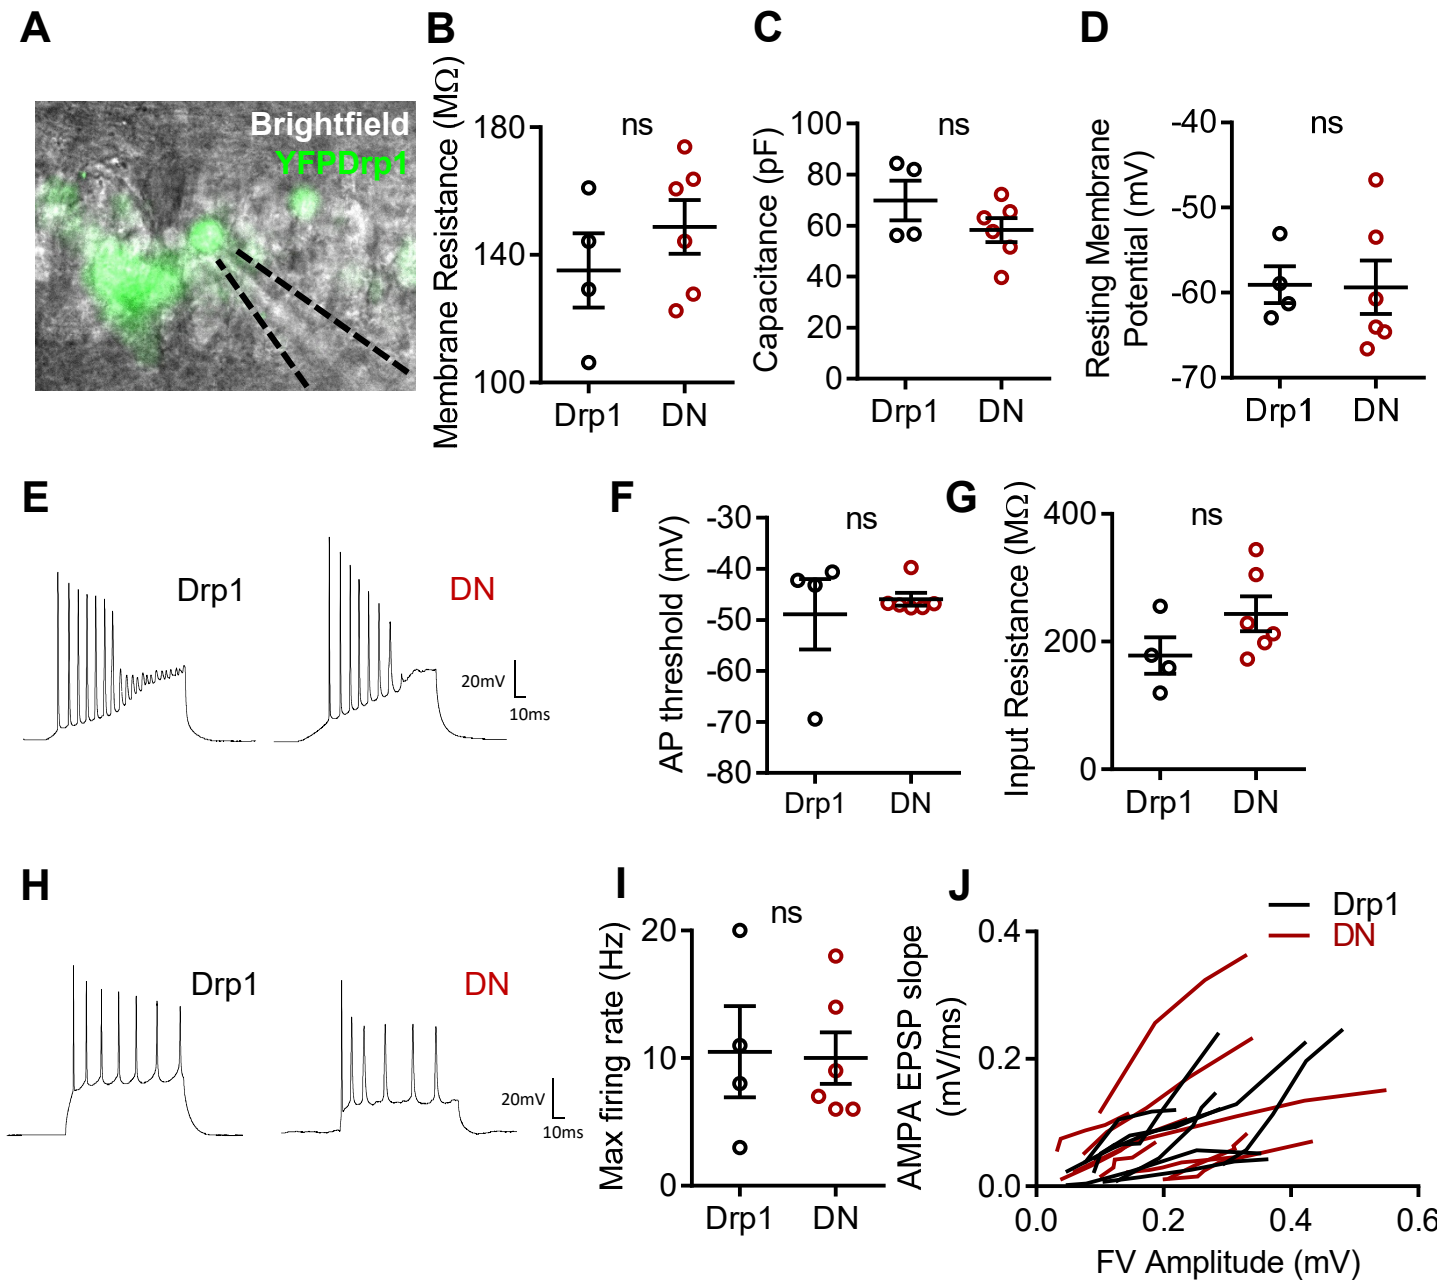 A
Brightfield
YFPDrp1
B
Membrane Resistance (MΩ)
180
140
100
ns
Drp1
DN
C
Capacitance (pF)
100
80
60
40
20
0
ns
Drp1
DN
D
Resting Membrane
Potential (mV)
-40
-50
-60
-70
ns
Drp1
DN
E
Drp1
DN
20mV
10ms
F
AP threshold (mV)
-30
-40
-50
-60
-70
-80
ns
Drp1
DN
G
Input Resistance (MΩ)
400
200
0
ns
Drp1
DN
H
Drp1
DN
20mV
10ms
I
Max firing rate (Hz)
20
10
0
ns
Drp1
DN
J
AMPA EPSP slope
(mV/ms)
0.4
0.2
0.0
Drp1
DN
0.0
0.2
0.4
0.6
FV Amplitude (mV)